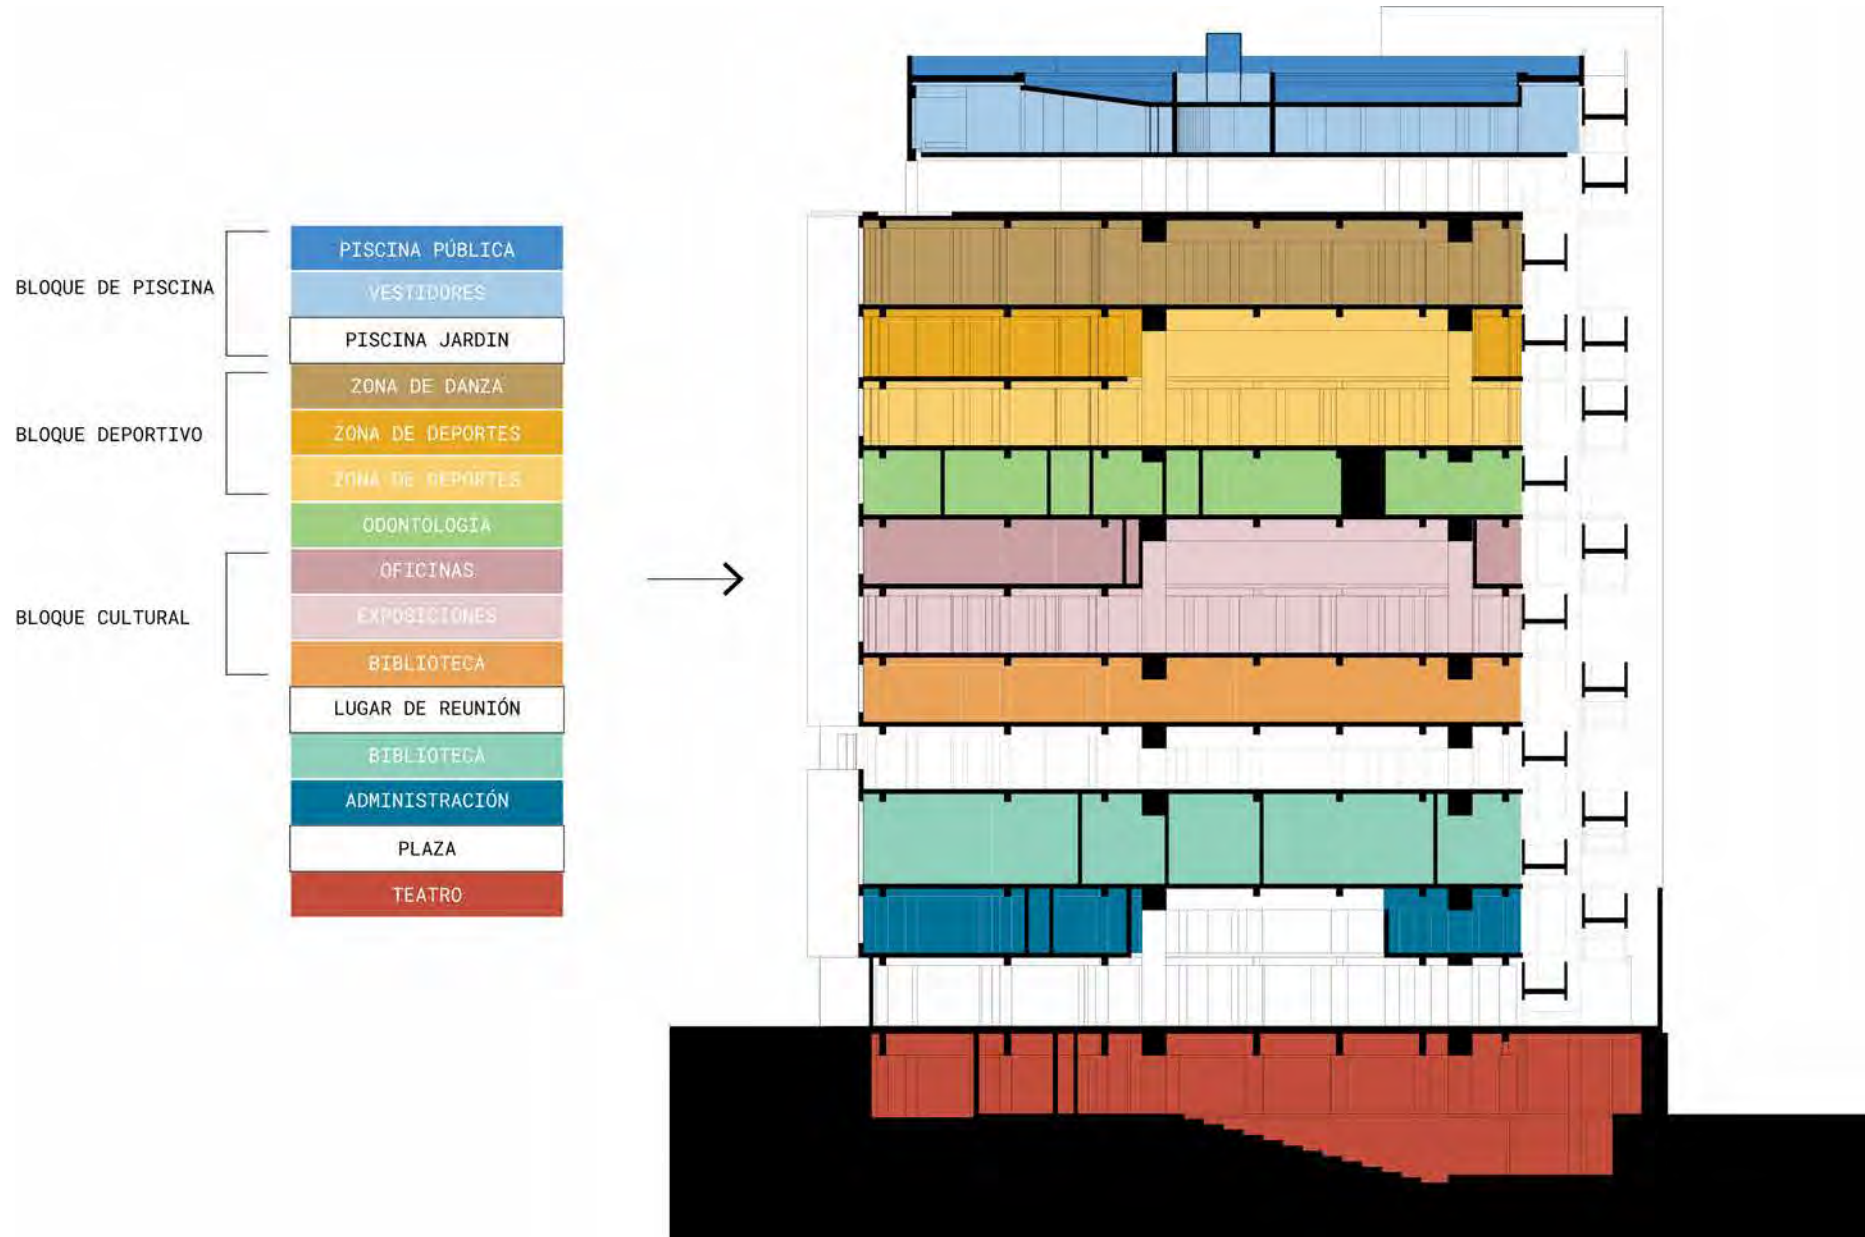 BLOQUE DE PISCINA
BLOQUE DEPORTIVO
BLOQUE CULTURAL
PISCINA PÚBLICA
VESTIDORES
PISCINA JARDIN
ZONA DE DANZA
ZONA DE DEPORTES
ZONA DE DEPORTES
ODONTOLOGÍA
OFICINAS
EXPOSICIONES
BIBLIOTECA
LUGAR DE REUNIÓN
BIBLIOTECA
ADMINISTRACIÓN
PLAZA
TEATRO